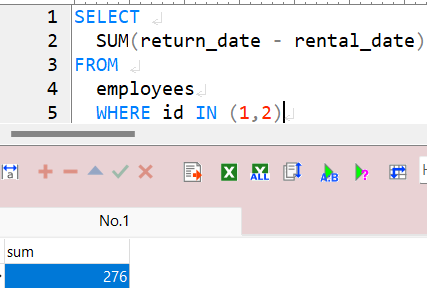 1 SELECT
2 SUM(return_date - rental_date)
3 FROM
4 employees
5 WHERE id IN (1,2)
a
X
X
ALL
A:B
?
H
No.1
sum
276